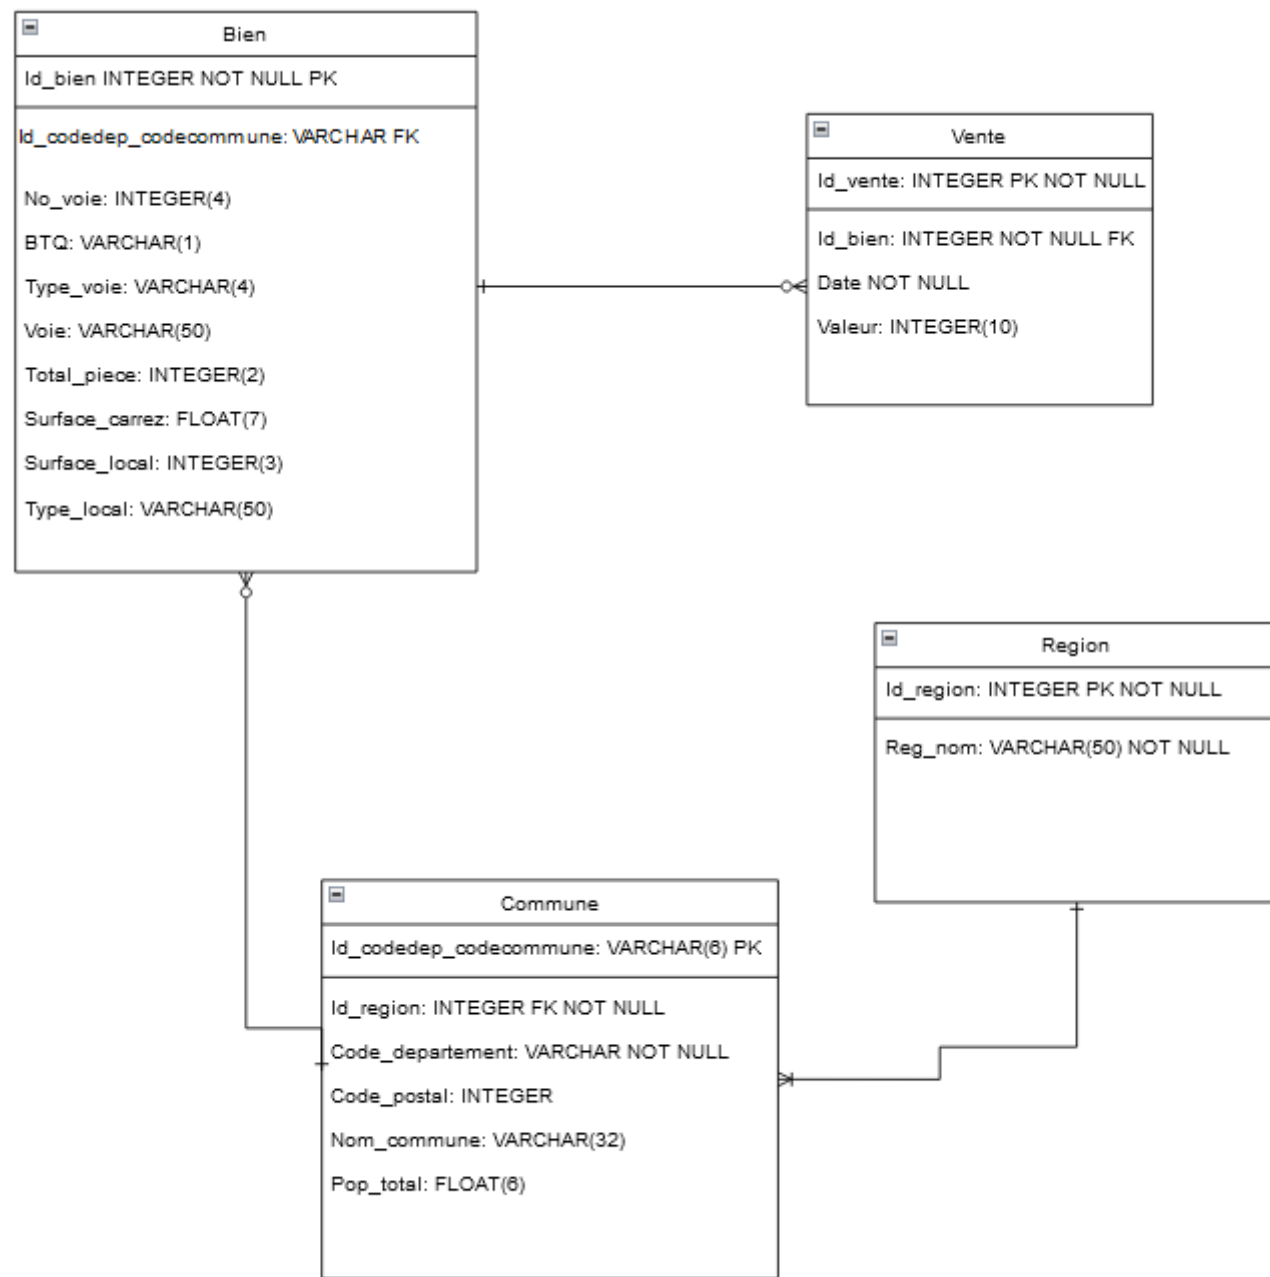 Bien
Id_bien INTEGER NOT NULL PK
Id_codedep_codecommune: VARCHAR FK
No_voie: INTEGER(4)
BTQ: VARCHAR(1)
Type_voie: VARCHAR(4)
Voie: VARCHAR(50)
Total_piece: INTEGER(2)
Surface_carrez: FLOAT(7)
Surface_local: INTEGER(3)
Type_local: VARCHAR(50)
Vente
Id_vente: INTEGER PK NOT NULL
Id_bien: INTEGER NOT NULL FK
Date NOT NULL
Valeur: INTEGER(10)
Region
Id_region: INTEGER PK NOT NULL
Reg_nom: VARCHAR(50) NOT NULL
Commune
Id_codedep_codecommune: VARCHAR(6) PK
Id_region: INTEGER FK NOT NULL
Code_departement: VARCHAR NOT NULL
Code_postal: INTEGER
Nom_commune: VARCHAR(32)
Pop_total: FLOAT(6)